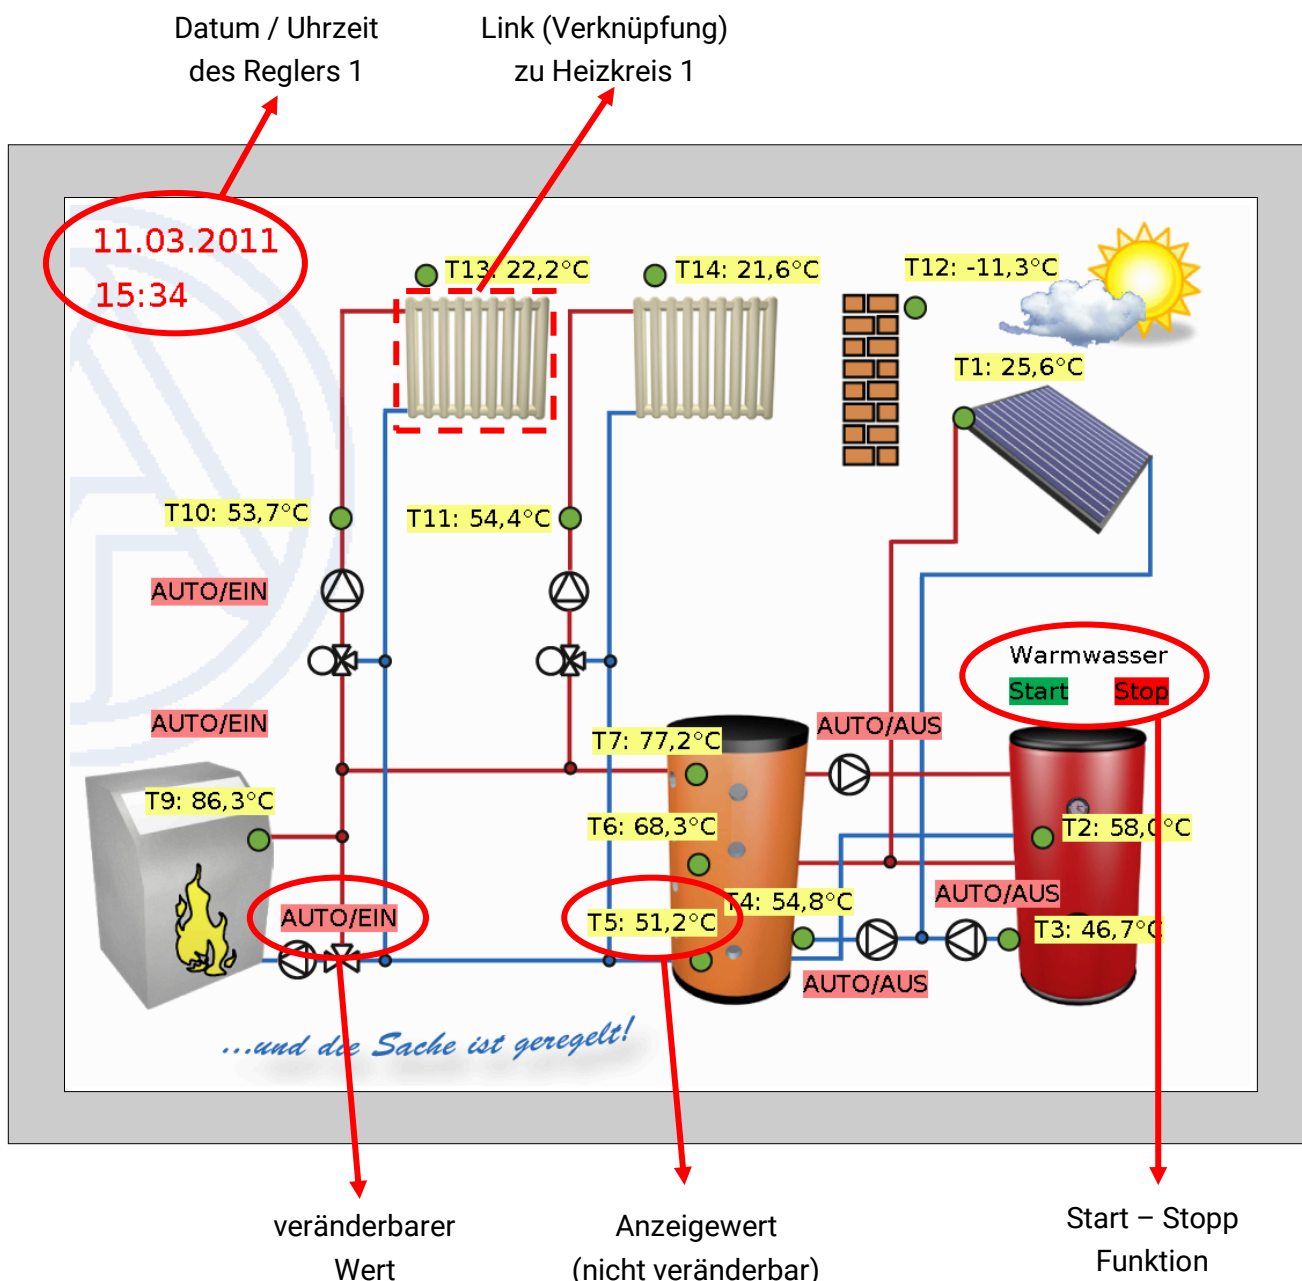 Datum / Uhrzeit
des Reglers 1
Link (Verknüpfung)
zu Heizkreis 1
11.03.2011
15:34
T13: 22,2°C
T14: 21,6°C
T12: -11,3°C
T1: 25,6°C
T10: 53,7°C
T11: 54,4°C
AUTO/EIN
Warmwasser
Start
Stop
AUTO/EIN
AUTO/AUS
T7: 77,2°C
T9: 86,3°C
T6: 68,3°C
T2: 58,0°C
AUTO/AUS
T4: 54,8°C
AUTO/EIN
T5: 51,2°C
T3: 46,7°C
AUTO/AUS
...und die Sache ist geregelt!
veränderbarer
Wert
Anzeigewert
(nicht veränderbar)
Start – Stopp
Funktion